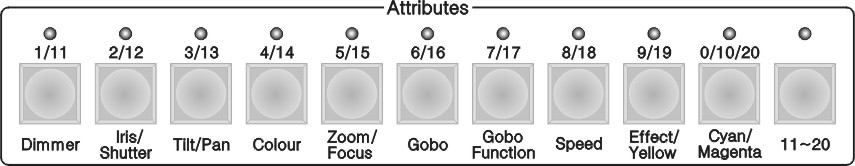 Attributes
1/11 2/12 3/13 4/14 5/15 6/16 7/17 8/18 9/19 0/10/20
Dimmer Iris/ Shutter Tilt/Pan Colour Zoom/ Focus Gobo Gobo Function Speed Effect/ Yellow Cyan/ Magenta 11~20